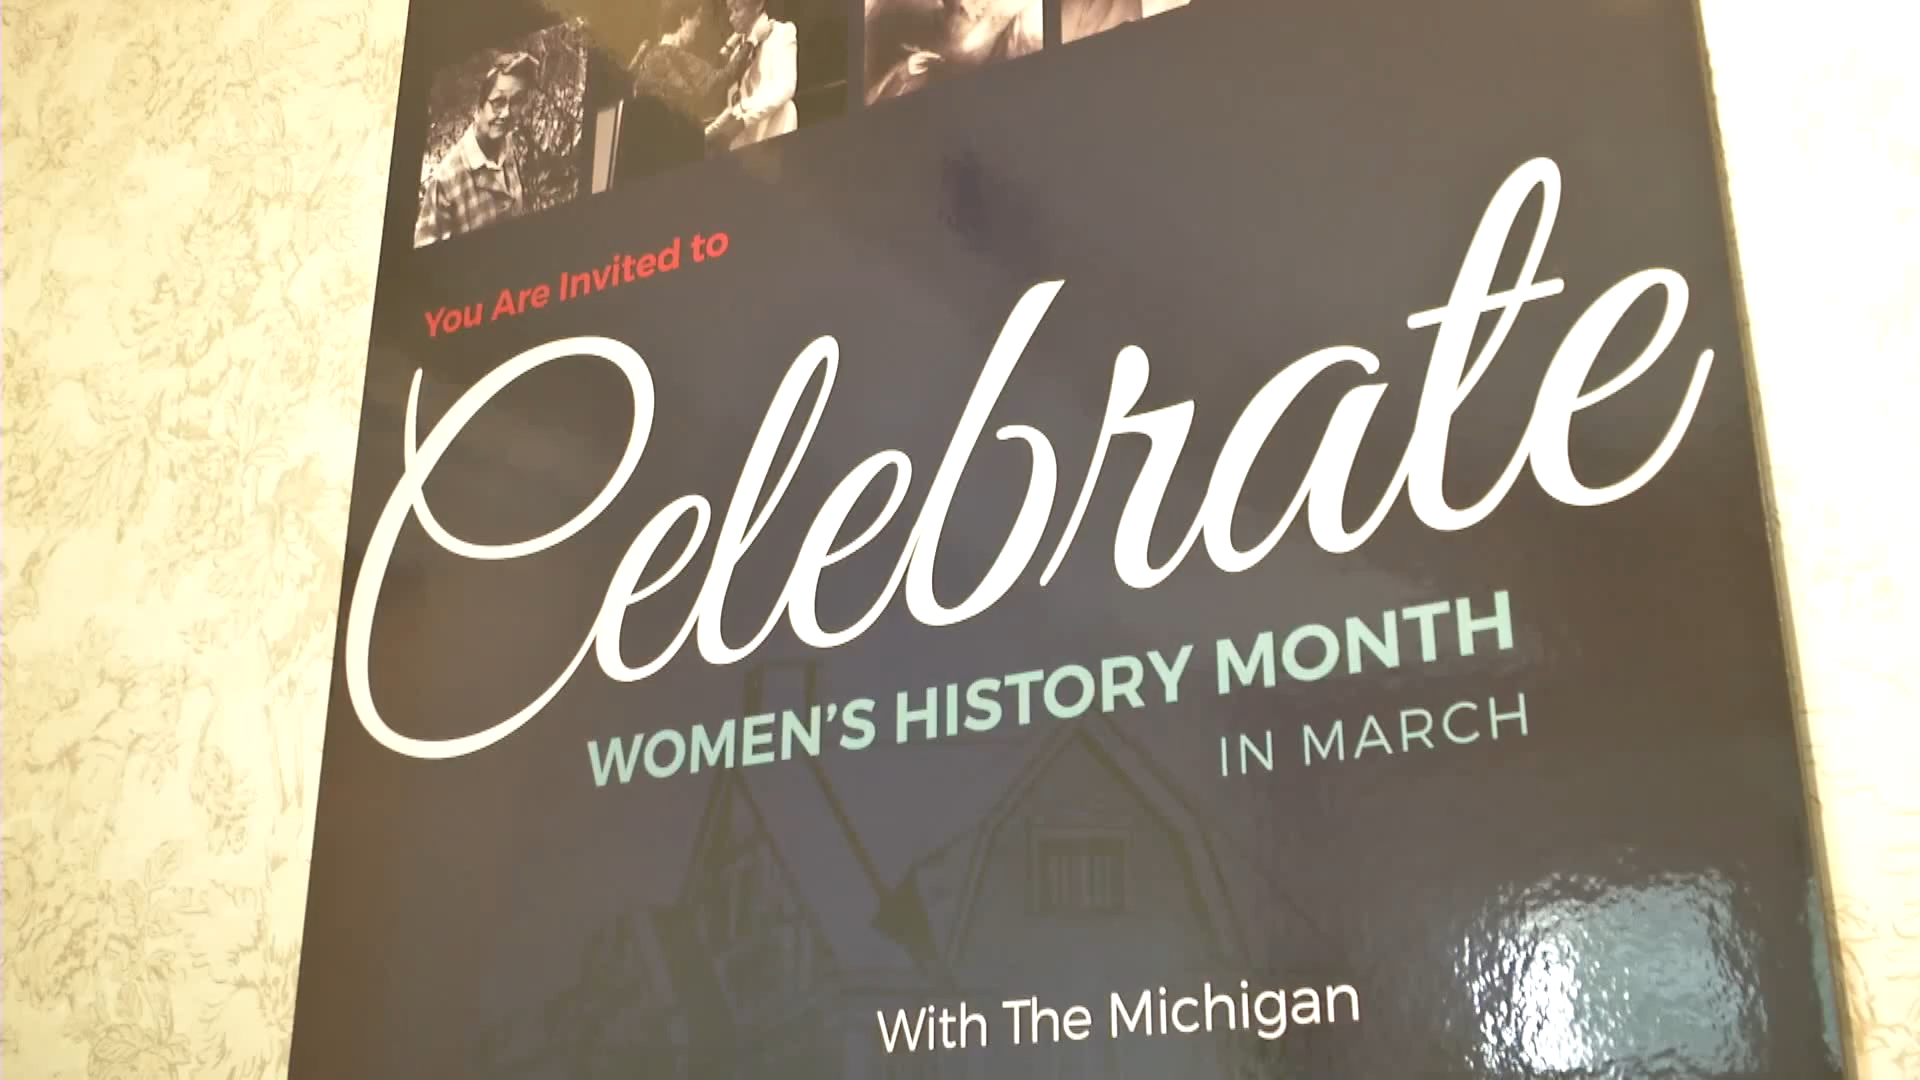 You Are Invited to
Celebrate
WOMEN'S HISTORY MONTH
IN MARCH
With The Michigan